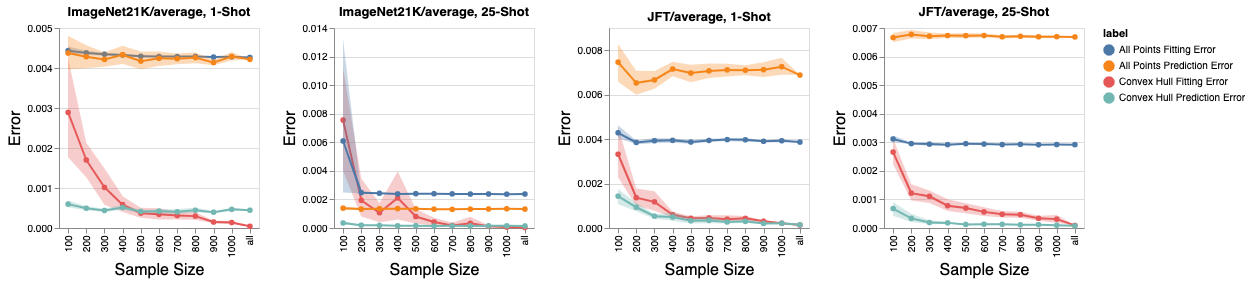 ImageNet21K/average, 1-Shot
0.005
0.004
0.003
0.002
0.001
0.000
Error
100 200 300 400 500 600 700 800 900 1000 all
Sample Size
ImageNet21K/average, 25-Shot
0.014
0.012
0.010
0.008
0.006
0.004
0.002
0.000
Error
100 200 300 400 500 600 700 800 900 1000 all
Sample Size
JFT/average, 1-Shot
0.008
0.006
0.004
0.002
0.000
Error
100 200 300 400 500 600 700 800 900 1000 all
Sample Size
JFT/average, 25-Shot
0.007
0.006
0.005
0.004
0.003
0.002
0.001
0.000
Error
100 200 300 400 500 600 700 800 900 1000 all
Sample Size
label
All Points Fitting Error
All Points Prediction Error
Convex Hull Fitting Error
Convex Hull Prediction Error